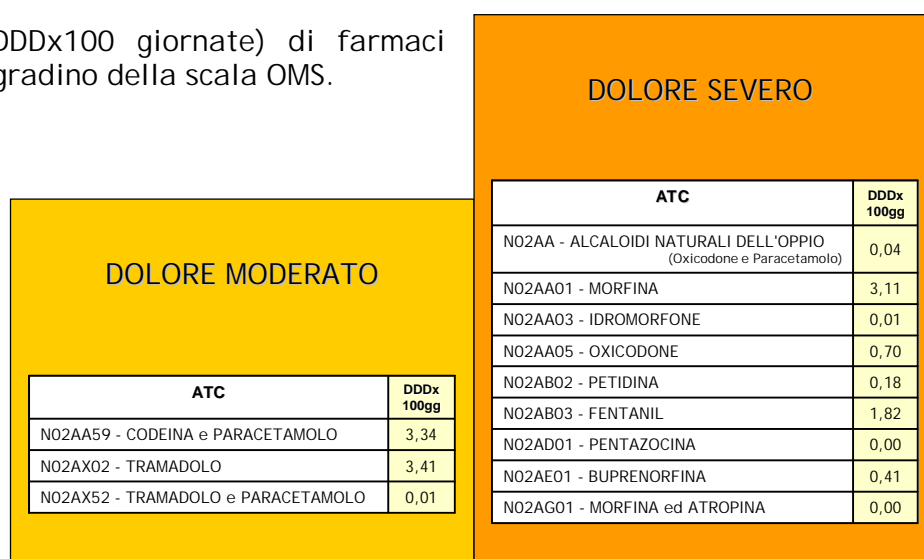 DDDx100 giornate) di farmaci
gradino della scala OMS.
DOLORE SEVERO
ATC DDDx
100gg
N02AA - ALCALOIDI NATURALI DELL'OPPIO 0,04
(Oxicodone e Paracetamolo)
N02AA01 - MORFINA 3,11
N02AA03 - IDROMORFONE 0,01
N02AA05 - OXICODONE 0,70
N02AB02 - PETIDINA 0,18
N02AB03 - FENTANIL 1,82
N02AD01 - PENTAZOCINA 0,00
N02AE01 - BUPRENORFINA 0,41
N02AG01 - MORFINA ed ATROPINA 0,00
DOLORE MODERATO
ATC DDDx
100gg
N02AA59 - CODEINA e PARACETAMOLO 3,34
N02AX02 - TRAMADOLO 3,41
N02AX52 - TRAMADOLO e PARACETAMOLO 0,01